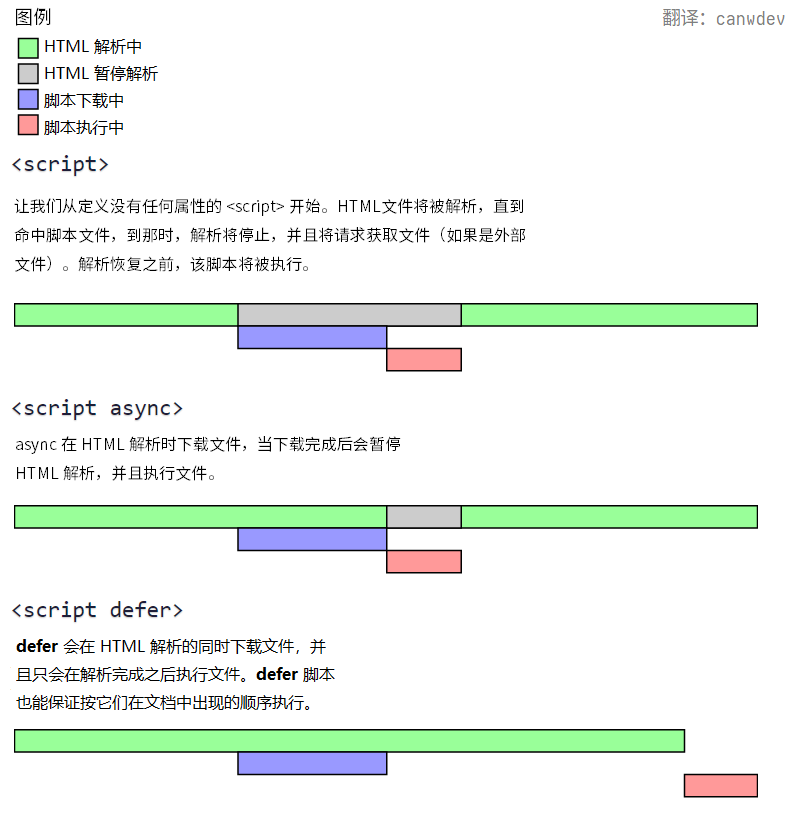 图例
翻译：canwdev
HTML 解析中
HTML 暂停解析
脚本下载中
脚本执行中
<script>
让我们从定义没有任何属性的 <script> 开始。HTML文件将被解析，直到
命中脚本文件，到那时，解析将停止，并且将请求获取文件（如果是外部
文件）。解析恢复之前，该脚本将被执行。
<script async>
async 在 HTML 解析时下载文件，当下载完成后会暂停
HTML 解析，并且执行文件。
<script defer>
defer 会在 HTML 解析的同时下载文件，并
且只会在解析完成之后执行文件。defer 脚本
也能保证按它们在文档中出现的顺序执行。